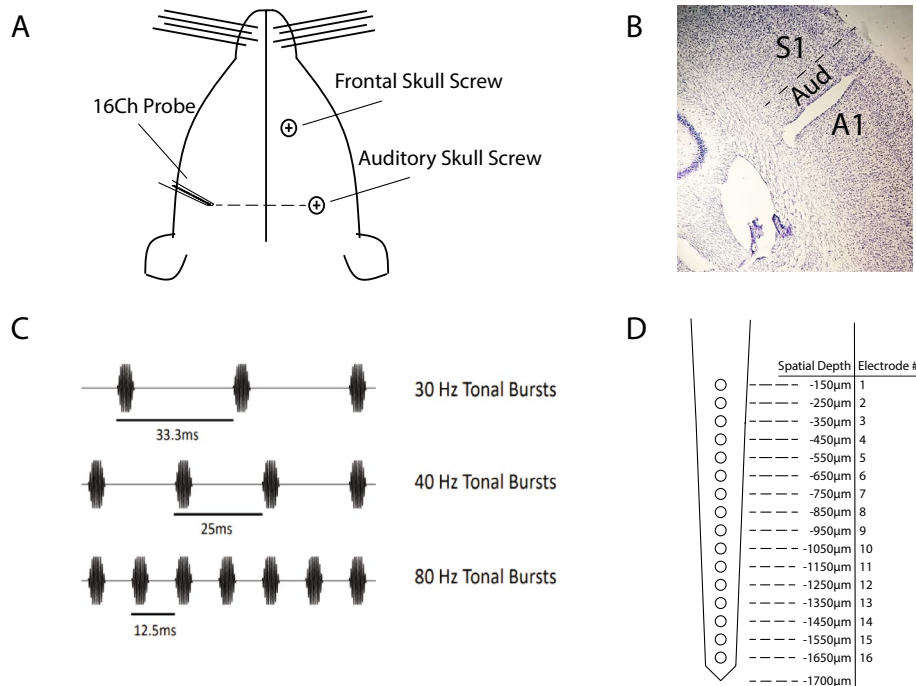 A
16Ch Probe
Frontal Skull Screw
Auditory Skull Screw
B
S1
Aud
A1
C
30 Hz Tonal Bursts
33.3ms
40 Hz Tonal Bursts
25ms
80 Hz Tonal Bursts
12.5ms
D
Spatial Depth Electrode #
-150µm 1
-250µm 2
-350µm 3
-450µm 4
-550µm 5
-650µm 6
-750µm 7
-850µm 8
-950µm 9
-1050µm 10
-1150µm 11
-1250µm 12
-1350µm 13
-1450µm 14
-1550µm 15
-1650µm 16
-1700µm